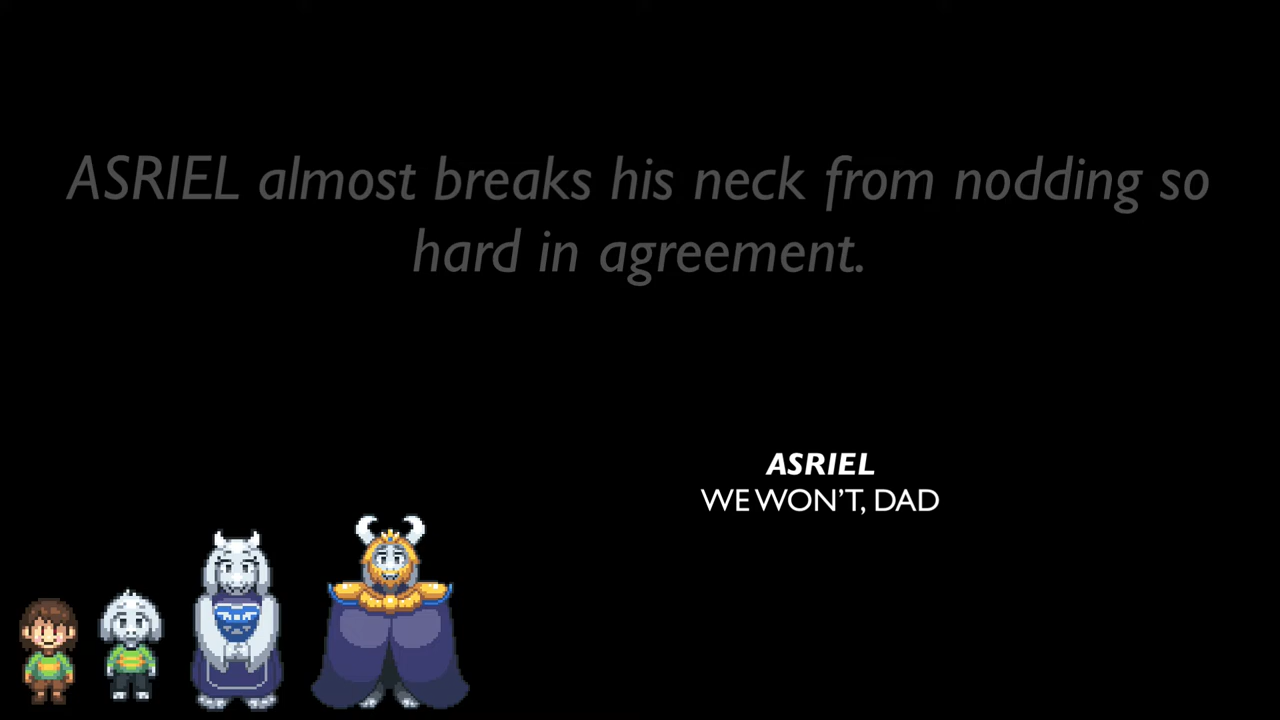 ASRIEL almost breaks his neck from nodding so
hard in agreement.
ASRIEL
WE WON'T, DAD